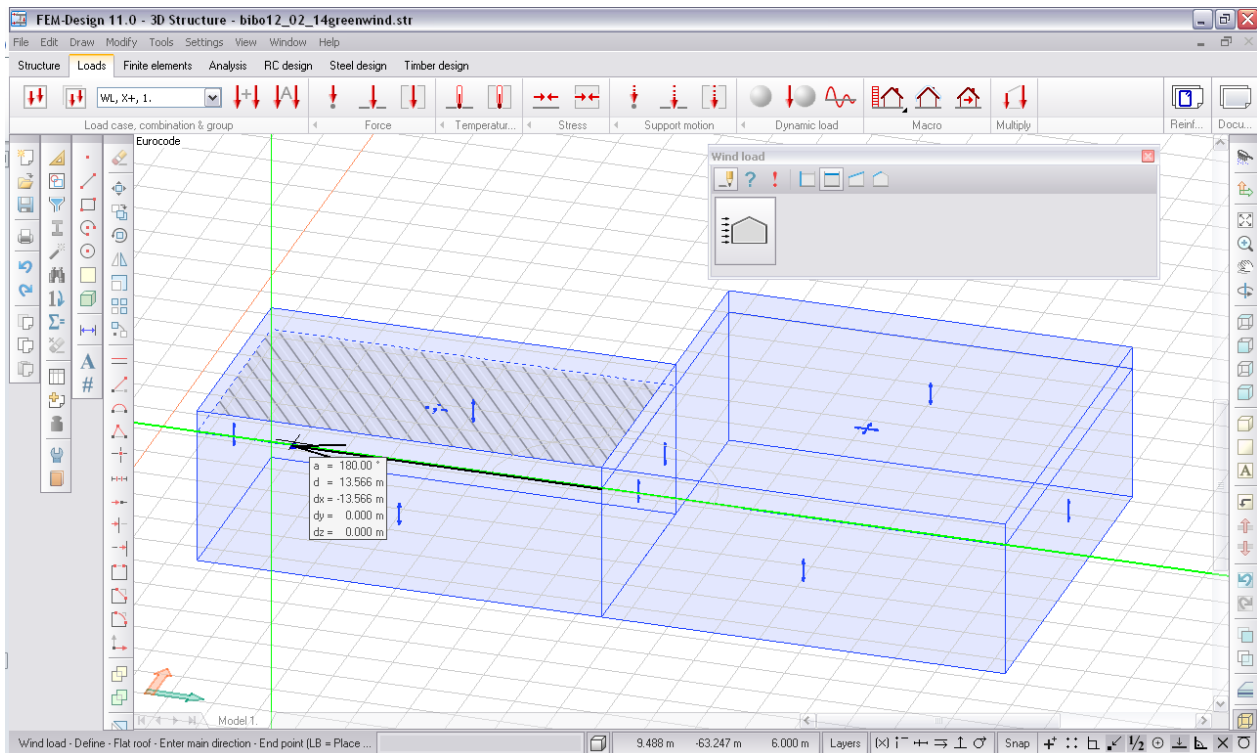 FEM-Design 11.0 - 3D Structure - bibo12_02_14greenwind.str
File Edit Draw Modify Tools Settings View Window Help
Structure Loads Finite elements Analysis RC design Steel design Timber design
WL, X+, 1.
Load case, combination & group Force Temperatur... Stress Support motion Dynamic load Macro Multiply Reinf... Docu...
Eurocode
Wind load
a = 180.00 °
d = 13.566 m
dx = -13.566 m
dy = 0.000 m
dz = 0.000 m
Model 1.
Wind load - Define - Flat roof - Enter main direction - End point (LB = Place ... 9.488 m -63.247 m 6.000 m Layers Snap